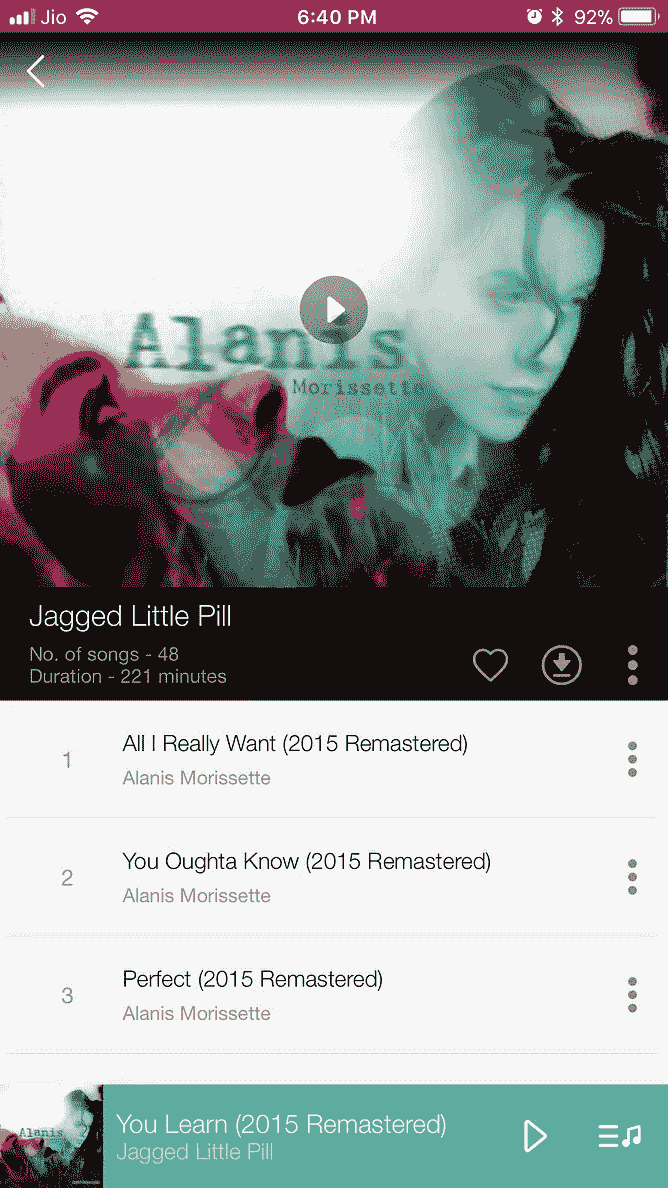 Jio 6:40 PM 92%
Alanis
Morissette
Jagged Little Pill
No. of songs - 48
Duration - 221 minutes
1 All I Really Want (2015 Remastered)
Alanis Morissette
2 You Oughta Know (2015 Remastered)
Alanis Morissette
3 Perfect (2015 Remastered)
Alanis Morissette
Alanis
You Learn (2015 Remastered)
Jagged Little Pill